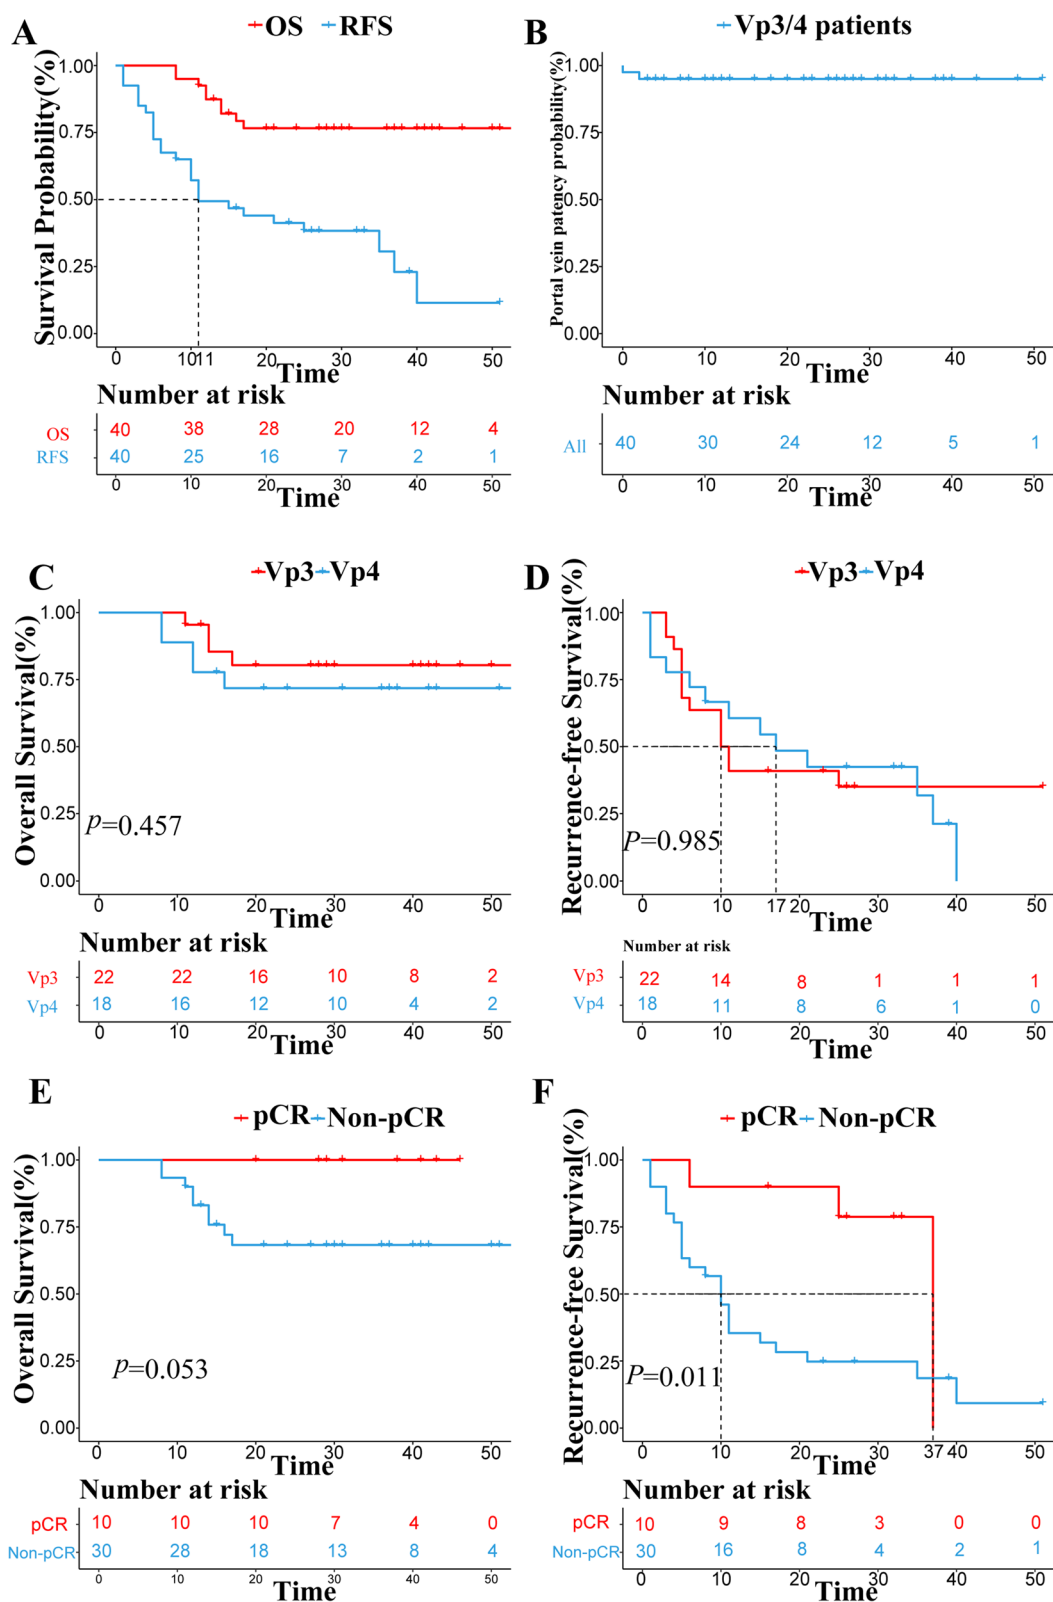 A
OS RFS
Survival Probability(%)
1.00
0.75
0.50
0.25
0.00
0 10 11 20 30 40 50
Time
Number at risk
OS 40 38 28 20 12 4
RFS 40 25 16 7 2 1
0 10 20 30 40 50
Time
B
Vp3/4 patients
Portal vein patency probability(%)
1.00
0.75
0.50
0.25
0.00
0 10 20 30 40 50
Time
Number at risk
All 40 30 24 12 5 1
0 10 20 30 40 50
Time
C
Vp3 Vp4
Overall Survival(%)
1.00
0.75
0.50
0.25
0.00
p=0.457
0 10 20 30 40 50
Time
Number at risk
Vp3 22 22 16 10 8 2
Vp4 18 16 12 10 4 2
0 10 20 30 40 50
Time
D
Vp3 Vp4
Recurrence-free Survival(%)
1.00
0.75
0.50
0.25
0.00
P=0.985
0 10 17 20 30 40 50
Time
Number at risk
Vp3 22 14 8 1 1 1
Vp4 18 11 8 6 1 0
0 10 20 30 40 50
Time
E
pCR Non-pCR
Overall Survival(%)
1.00
0.75
0.50
0.25
0.00
p=0.053
0 10 20 30 40 50
Time
Number at risk
pCR 10 10 10 7 4 0
Non-pCR 30 28 18 13 8 4
0 10 20 30 40 50
Time
F
pCR Non-pCR
Recurrence-free Survival(%)
1.00
0.75
0.50
0.25
0.00
P=0.011
0 10 20 30 37 40 50
Time
Number at risk
pCR 10 9 8 3 0 0
Non-pCR 30 16 8 4 2 1
0 10 20 30 40 50
Time